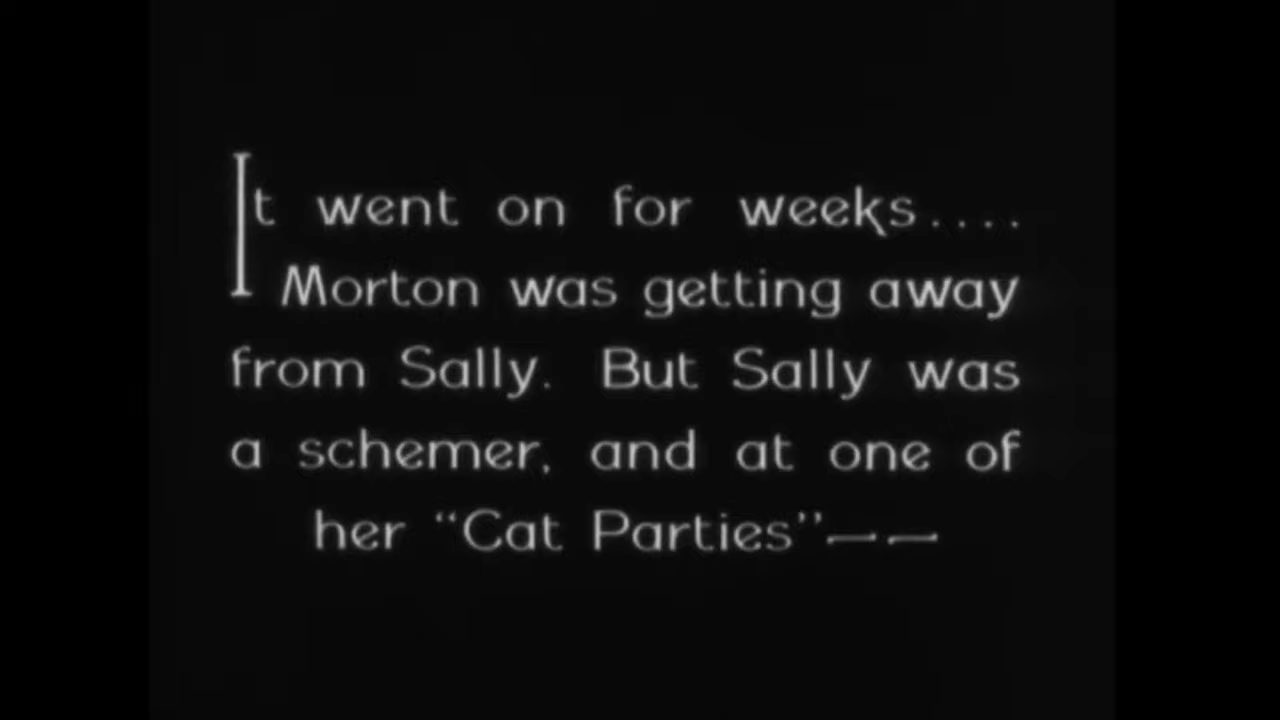 It went on for weeks....
Morton was getting away
from Sally. But Sally was
a schemer, and at one of
her “Cat Parties”——